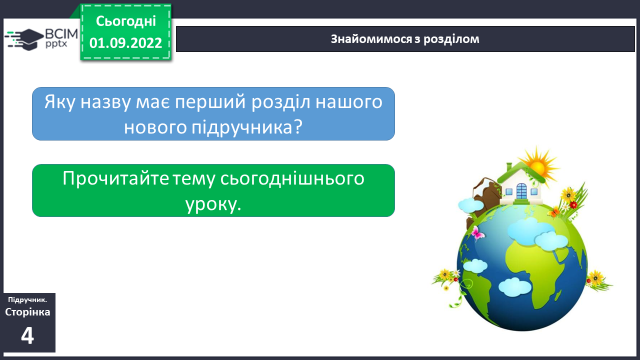 Сьогодні
01.09.2022
ВСІМ
pptx
Знайомимося з розділом
Яку назву має перший розділ нашого
нового підручника?
Прочитайте тему сьогоднішнього
уроку.
Підручник.
Сторінка
4